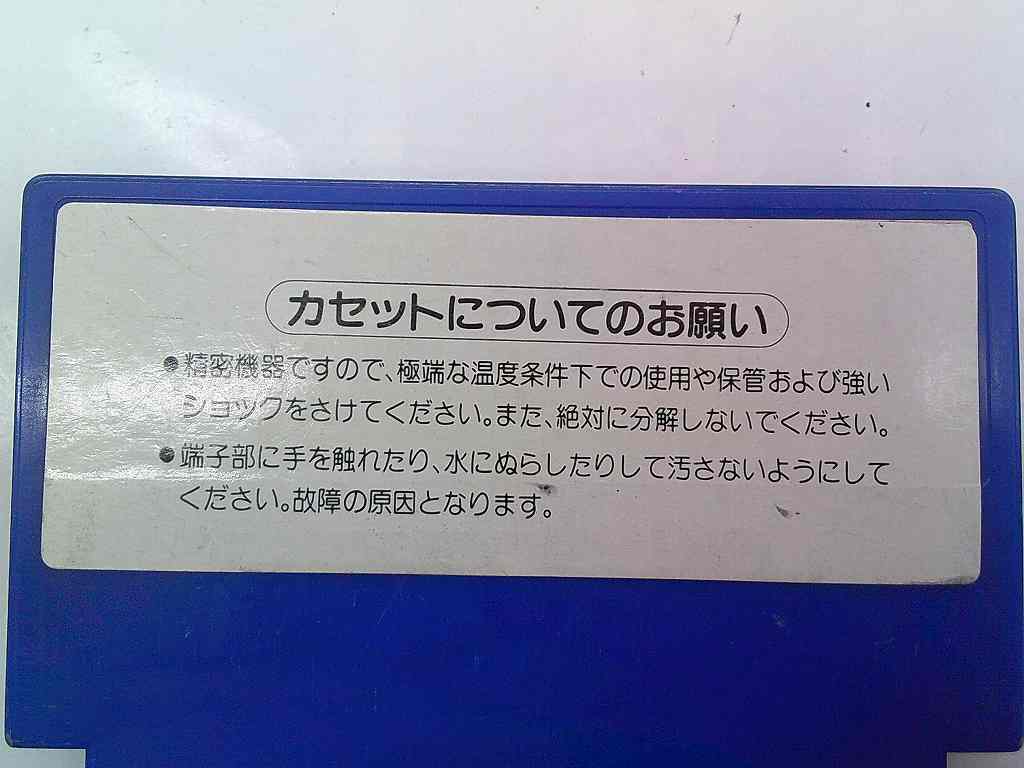 カセットについてのお願い
●精密機器ですので、極端な温度条件下での使用や保管および強い
ショックをさけてください。また、絶対に分解しないでください。
●端子部に手を触れたり、水にぬらしたりして汚さないようにして
ください。故障の原因となります。